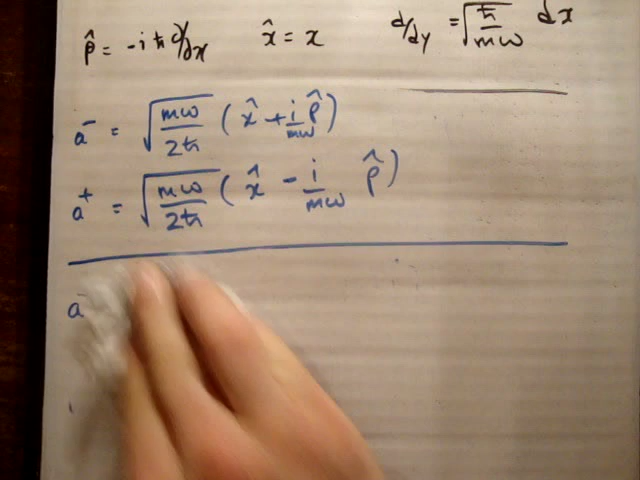 p̂ = -iħ d/dx   x̂ = x   d/dy = √(ħ/mω) dx
a⁻ = √(mω/2ħ) ( x̂ + i/mω p̂ )
a⁺ = √(mω/2ħ) ( x̂ - i/mω p̂ )
a⁻